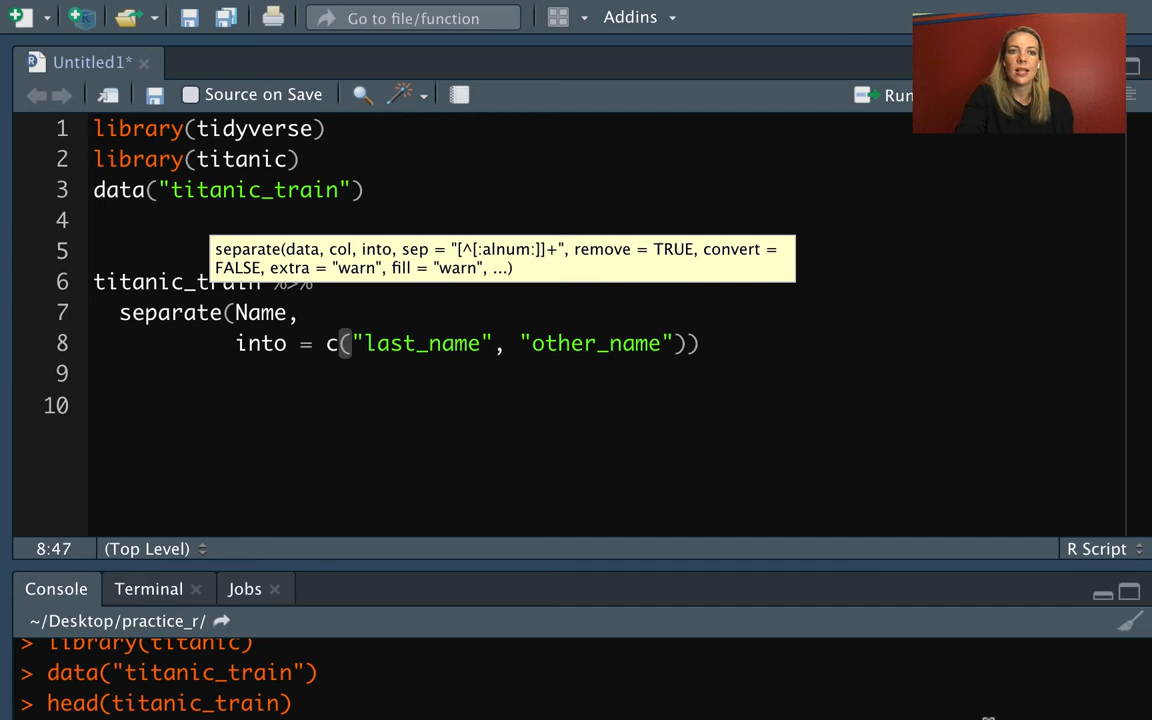 Go to file/function Addins
Untitled1*
Source on Save Run
1 library(tidyverse)
2 library(titanic)
3 data("titanic_train")
4
separate(data, col, into, sep = "[^[:alnum:]]+", remove = TRUE, convert =
5
FALSE, extra = "warn", fill = "warn", ...)
6 titanic_train %>%
7 separate(Name,
8 into = c("last_name", "other_name"))
9
10
8:47 (Top Level) R Script
Console Terminal Jobs
~/Desktop/practice_r/
> library(titanic)
> data("titanic_train")
> head(titanic_train)